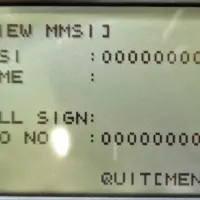 IEW MMSI]
SI :00000000
ME :
LL SIGN:
O NO :00000000
QUIT[MEN